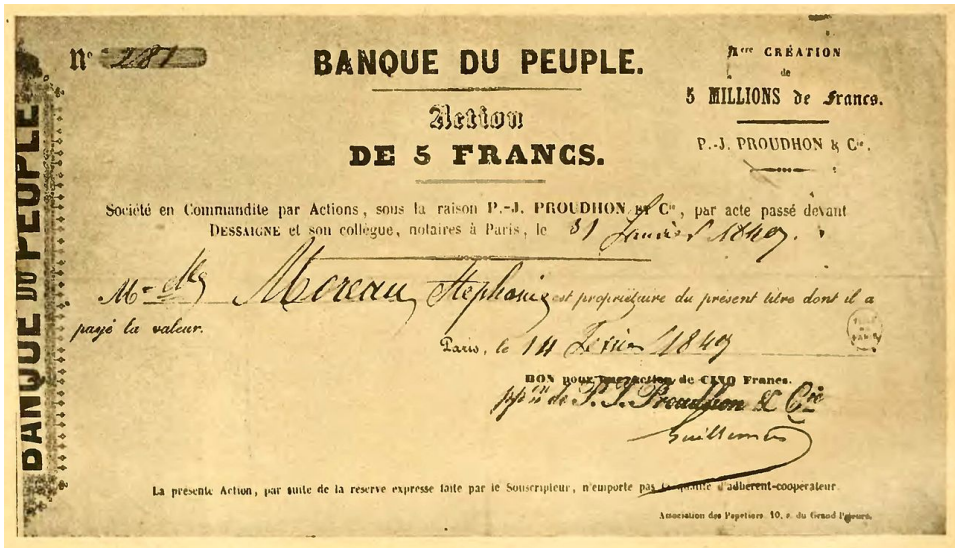 Nº 281
BANQUE DU PEUPLE.
1ère CRÉATION
de
5 MILLIONS de Francs.
P.-J. PROUDHON & Cie.
Action
DE 5 FRANCS.
Société en Commandite par Actions, sous la raison P.-J. PROUDHON ET Cie, par acte passé devant
DESSAIGNE et son collègue, notaires à Paris, le 31 Janvier 1849.
M-elle Moreau Stephanie est propriétaire du présent titre dont il a
payé la valeur.
Paris, le 14 Février 1849
BON pour une action de CINQ Francs.
ppon de P. J. Proudhon & Cie
Guillemin
La présente Action, par suite de la reserve expresse faite par le Souscripteur, n'emporte pas la qualité d'adhérent-coopérateur.
Association des Papetiers 10, r. du Grand
BANQUE DU PEUPLE